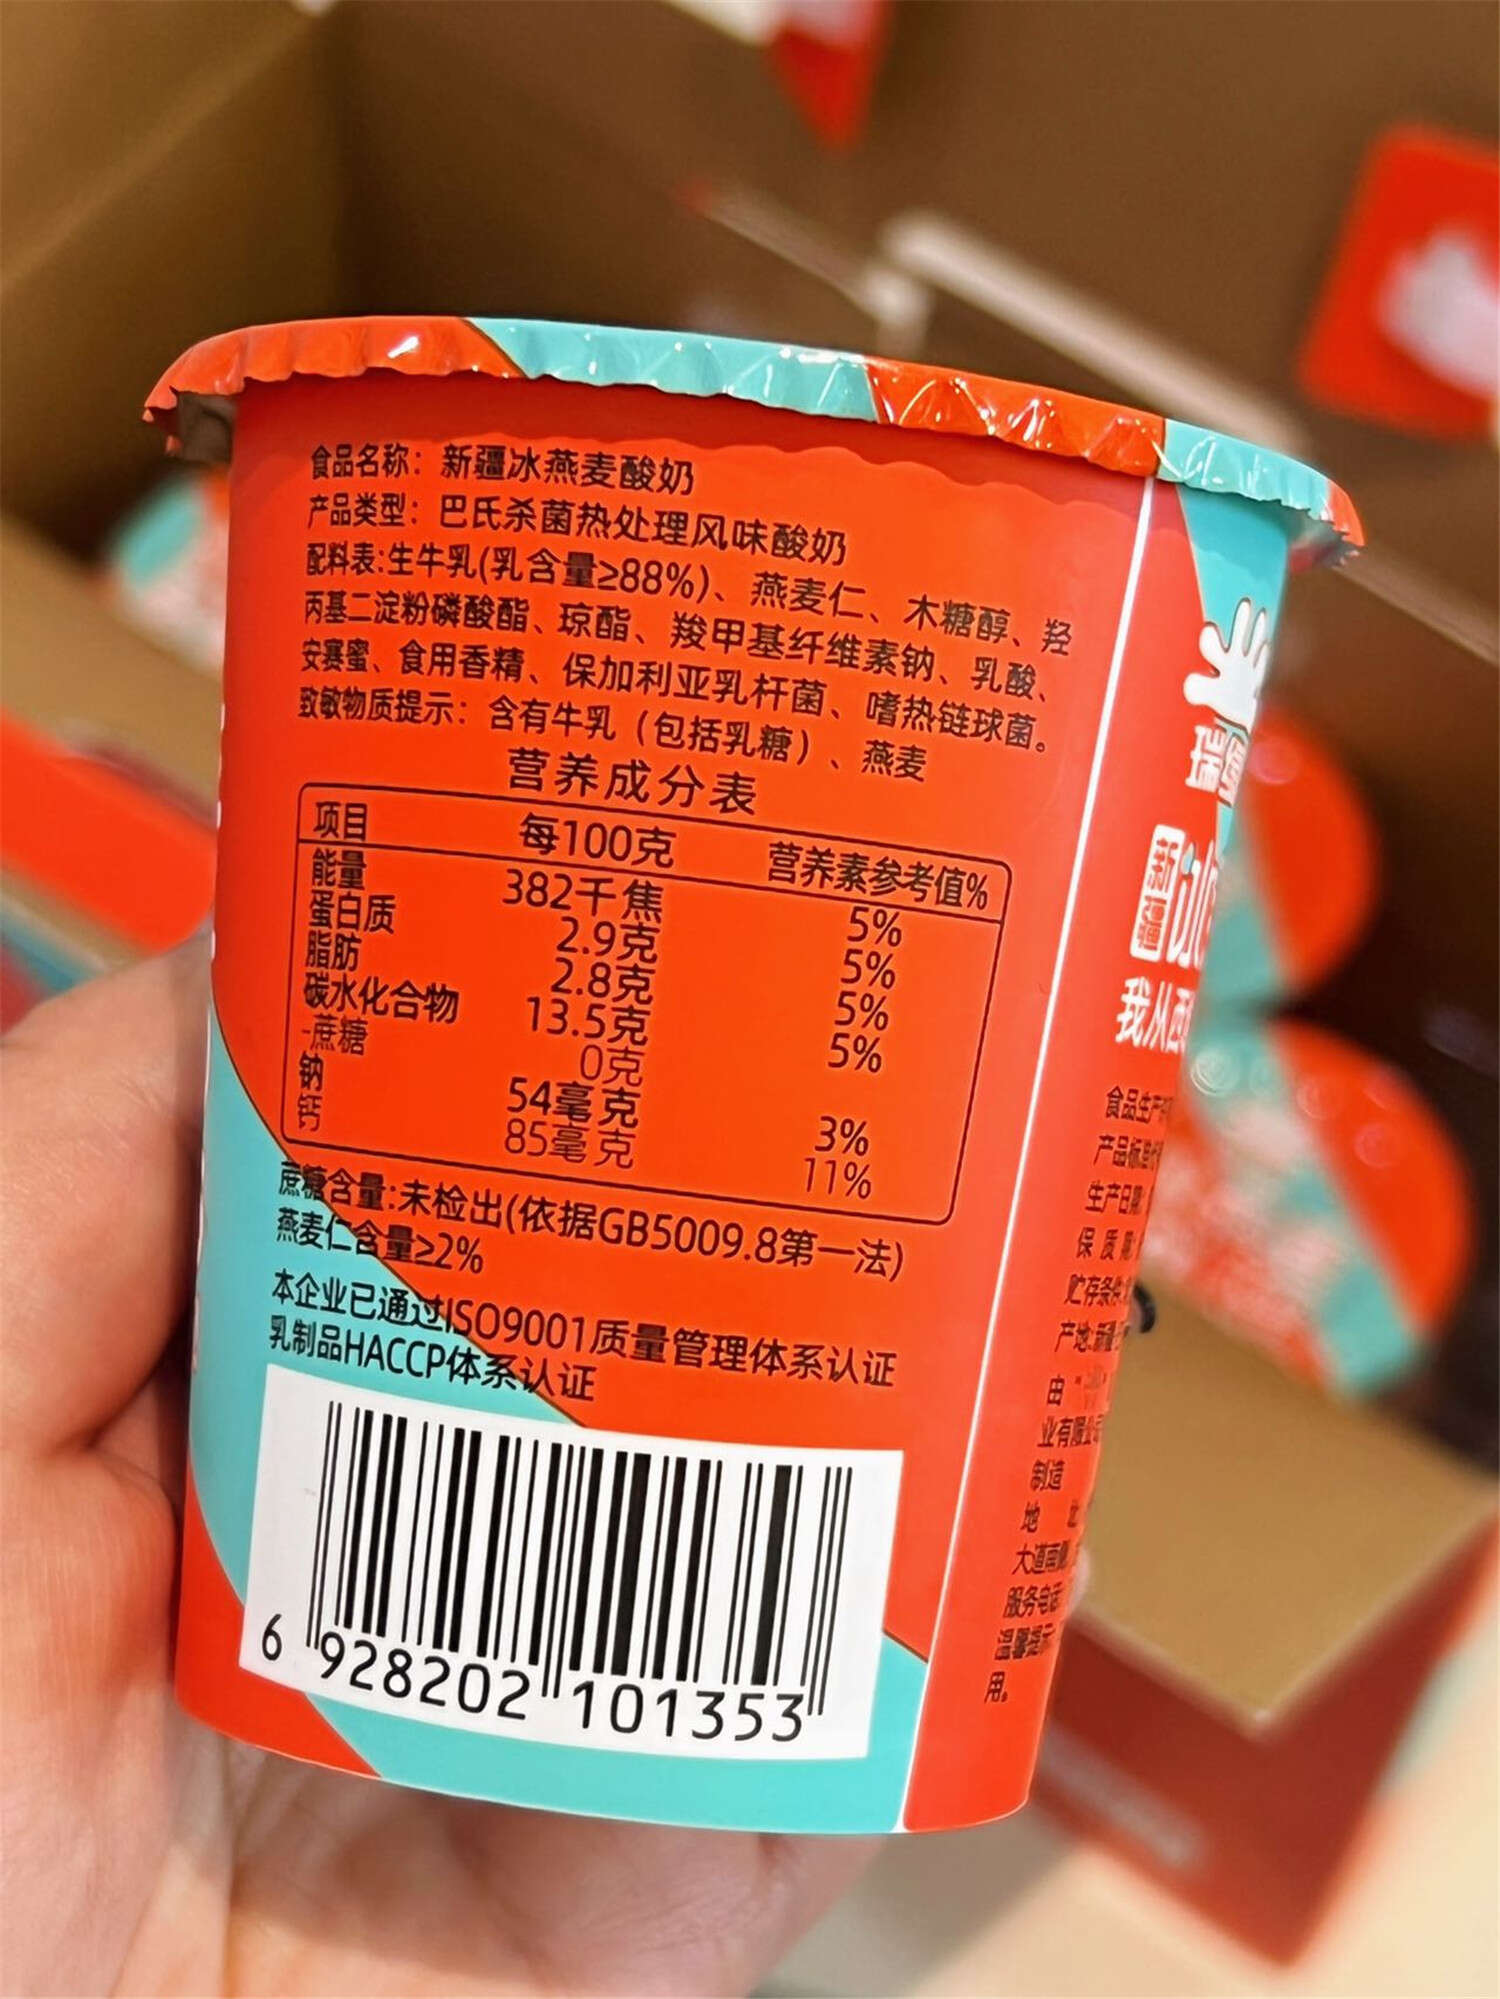 食品名称：新疆冰燕麦酸奶
产品类型：巴氏杀菌热处理风味酸奶
配料表:生牛乳(乳含量≥88%)、燕麦仁、木糖醇、羟
丙基二淀粉磷酸酯、琼酯、羧甲基纤维素钠、乳酸、
安赛蜜、食用香精、保加利亚乳杆菌、嗜热链球菌。
致敏物质提示：含有牛乳（包括乳糖）、燕麦
营养成分表
项目 每100克 营养素参考值%
能量 382千焦 5%
蛋白质 2.9克 5%
脂肪 2.8克 5%
碳水化合物 13.5克 5%
-蔗糖 0克
钠 54毫克 3%
钙 85毫克 11%
蔗糖含量:未检出(依据GB5009.8第一法)
燕麦仁含量≥2%
本企业已通过ISO9001质量管理体系认证
乳制品HACCP体系认证
6 928202 101353
瑞
新疆
冰
我从西
食品生产
产品标准
生产日期
保质期
贮存条件
产地:新疆
由
业有限公司
制造
地
大道南侧
服务电话
温馨提示
用。